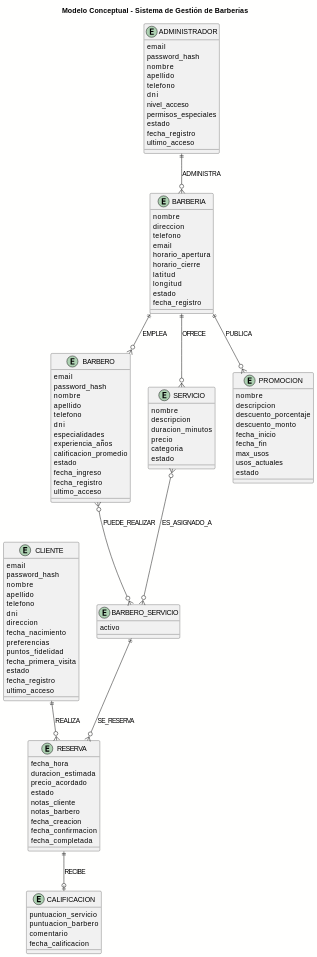 Modelo Conceptual - Sistema de Gestión de Barberías
E ADMINISTRADOR
email
password_hash
nombre
apellido
telefono
dni
nivel_acceso
permisos_especiales
estado
fecha_registro
ultimo_acceso
ADMINISTRA
E BARBERIA
nombre
direccion
telefono
email
horario_apertura
horario_cierre
latitud
longitud
estado
fecha_registro
EMPLEA
OFRECE
PUBLICA
E BARBERO
email
password_hash
nombre
apellido
telefono
dni
especialidades
experiencia_años
calificacion_promedio
estado
fecha_ingreso
fecha_registro
ultimo_acceso
E SERVICIO
nombre
descripcion
duracion_minutos
precio
categoria
estado
E PROMOCION
nombre
descripcion
descuento_porcentaje
descuento_monto
fecha_inicio
fecha_fin
max_usos
usos_actuales
estado
PUEDE_REALIZAR
ES_ASIGNADO_A
E CLIENTE
email
password_hash
nombre
apellido
telefono
dni
direccion
fecha_nacimiento
preferencias
puntos_fidelidad
fecha_primera_visita
estado
fecha_registro
ultimo_acceso
E BARBERO_SERVICIO
activo
REALIZA
SE_RESERVA
E RESERVA
fecha_hora
duracion_estimada
precio_acordado
estado
notas_cliente
notas_barbero
fecha_creacion
fecha_confirmacion
fecha_completada
RECIBE
E CALIFICACION
puntuacion_servicio
puntuacion_barbero
comentario
fecha_calificacion